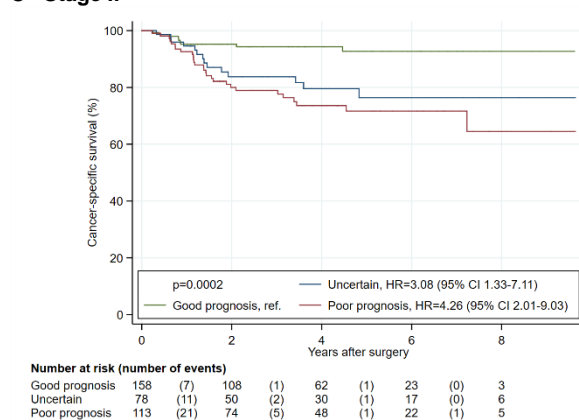 100
80
60
40
20
0
Cancer-specific survival (%)
p=0.0002
Uncertain, HR=3.08 (95% CI 1.33-7.11)
Good prognosis, ref.
Poor prognosis, HR=4.26 (95% CI 2.01-9.03)
0 2 4 6 8
Years after surgery
Number at risk (number of events)
Good prognosis 158 (7) 108 (1) 62 (1) 23 (0) 3
Uncertain 78 (11) 50 (2) 30 (1) 17 (0) 6
Poor prognosis 113 (21) 74 (5) 48 (1) 22 (1) 5